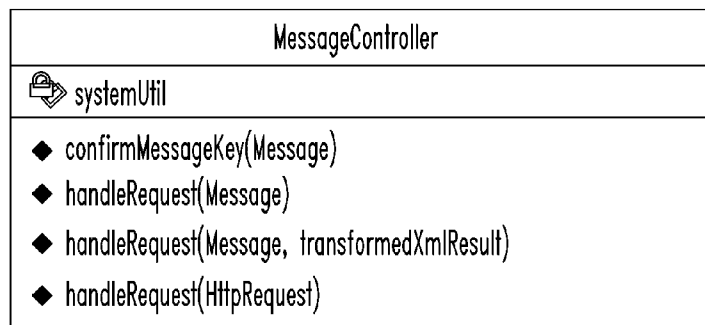 MessageController
systemUtil
confirmMessageKey(Message)
handleRequest(Message)
handleRequest(Message, transformedXmlResult)
handleRequest(HttpRequest)